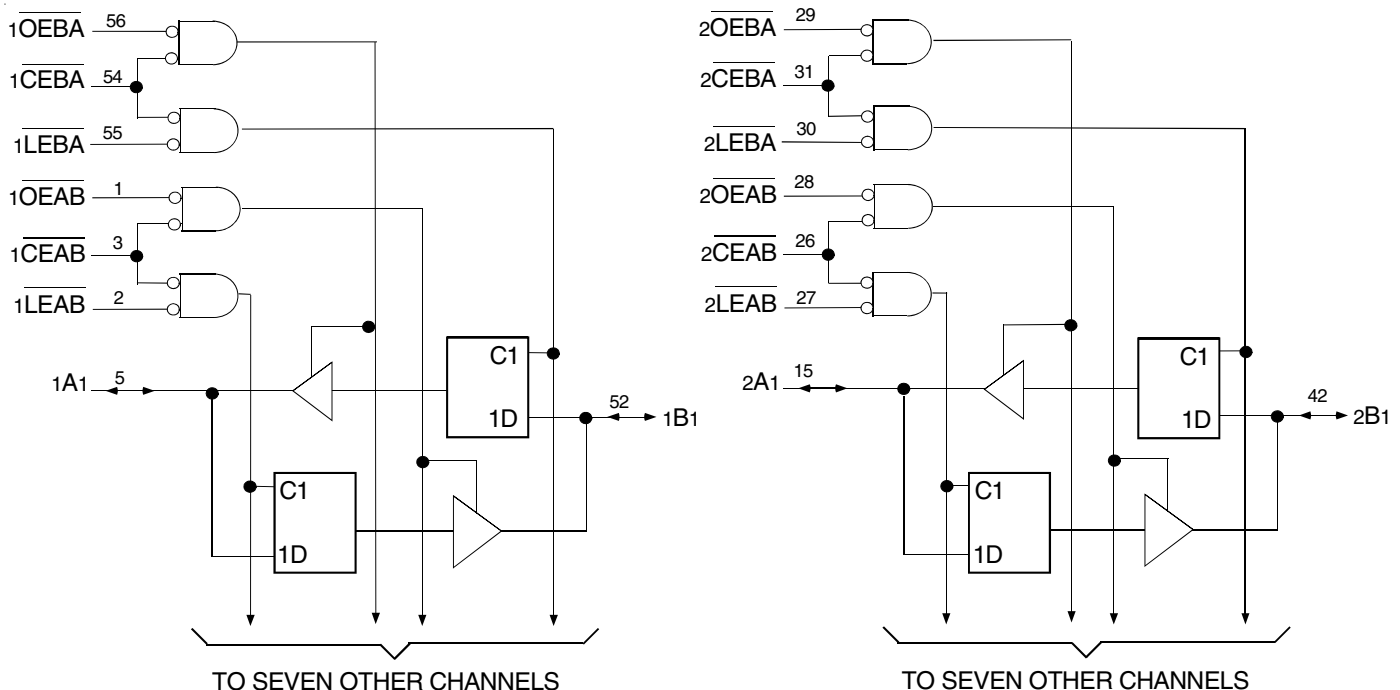 1OEBA 56
1CEBA 54
1LEBA 55
1OEAB 1
1CEAB 3
1LEAB 2
1A1 5
C1
1D
52 1B1
C1
1D
TO SEVEN OTHER CHANNELS
2OEBA 29
2CEBA 31
2LEBA 30
2OEAB 28
2CEAB 26
2LEAB 27
2A1 15
C1
1D
42 2B1
C1
1D
TO SEVEN OTHER CHANNELS